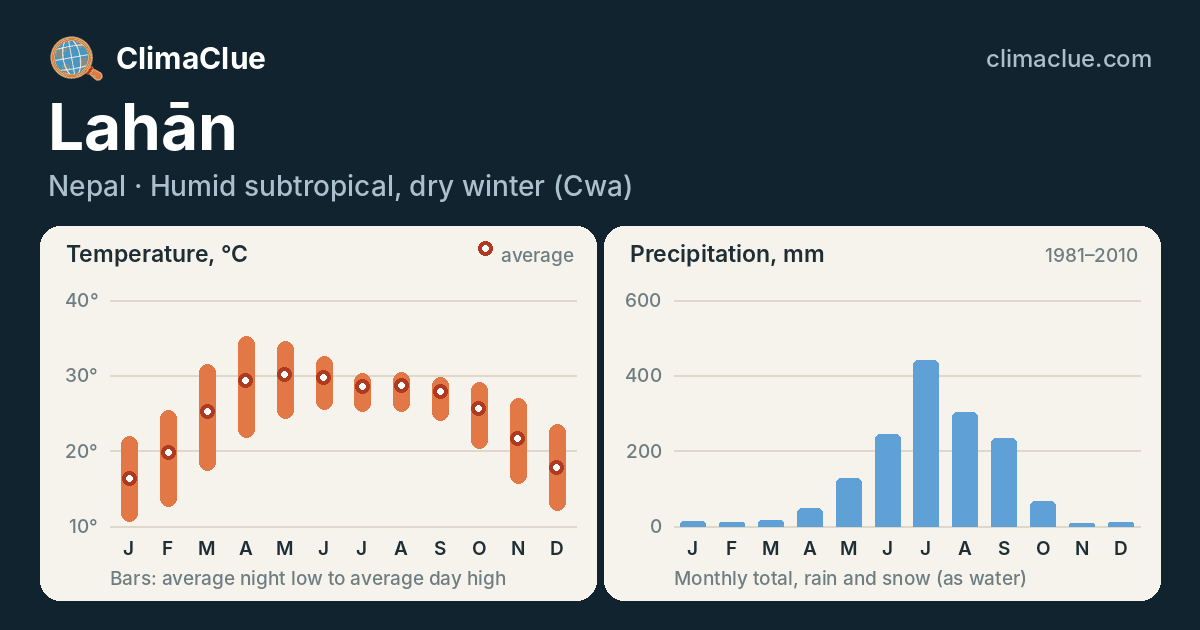 ClimaClue
climaclue.com
Lahān
Nepal · Humid subtropical, dry winter (Cwa)
Temperature, °C
average
40°
30°
20°
10°
J F M A M J J A S O N D
Bars: average night low to average day high
Precipitation, mm
1981–2010
600
400
200
0
J F M A M J J A S O N D
Monthly total, rain and snow (as water)